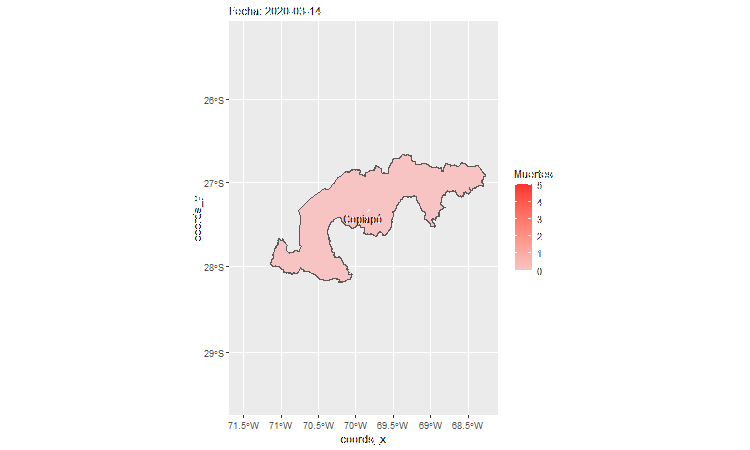 Fecha: 2020-03-14
26°S
27°S
28°S
29°S
coords_y
Copiapó
Muertes
5
4
3
2
1
0
71.5°W 71°W 70.5°W 70°W 69.5°W 69°W 68.5°W
coords_x